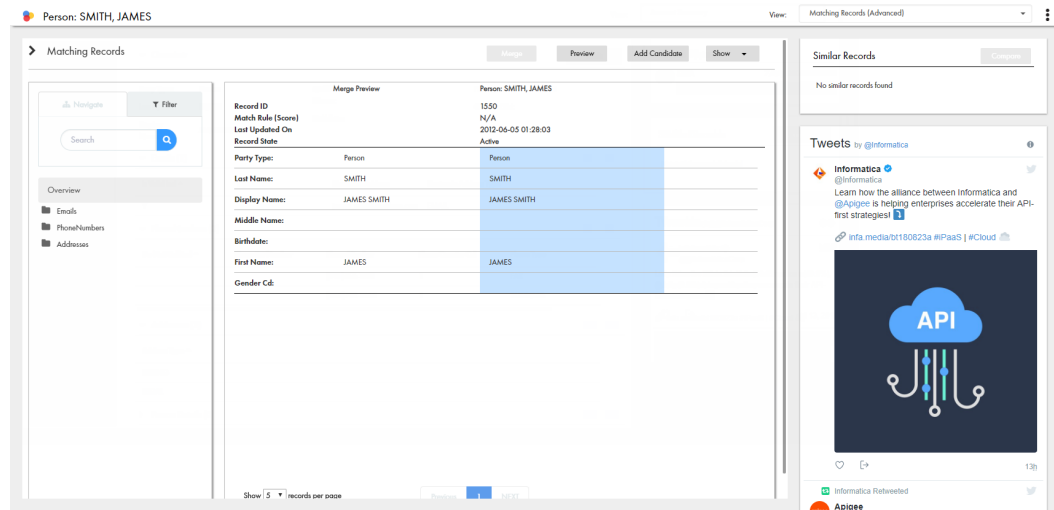 Person: SMITH, JAMES
View:
Matching Records (Advanced)
Matching Records
Merge
Preview
Add Candidate
Show
Navigate
Filter
Search
Overview
Emails
PhoneNumbers
Addresses
Merge Preview
Person: SMITH, JAMES
Record ID
1550
Match Rule (Score)
N/A
Last Updated On
2012-06-05 01:28:03
Record State
Active
Party Type:
Person
Person
Last Name:
SMITH
SMITH
Display Name:
JAMES SMITH
JAMES SMITH
Middle Name:
Birthdate:
First Name:
JAMES
JAMES
Gender Cd:
Show 5 records per page
Previous
1
NEXT
Similar Records
Compare
No similar records found
Tweets by @Informatica
Informatica
@Informatica
Learn how the alliance between Informatica and
@Apigee is helping enterprises accelerate their API-
first strategies!
infa.media/bt180823a #iPaaS | #Cloud
API
13h
Informatica Retweeted
Apigee